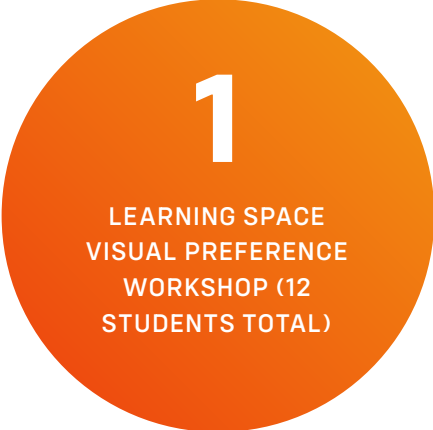 1
LEARNING SPACE
VISUAL PREFERENCE
WORKSHOP (12
STUDENTS TOTAL)